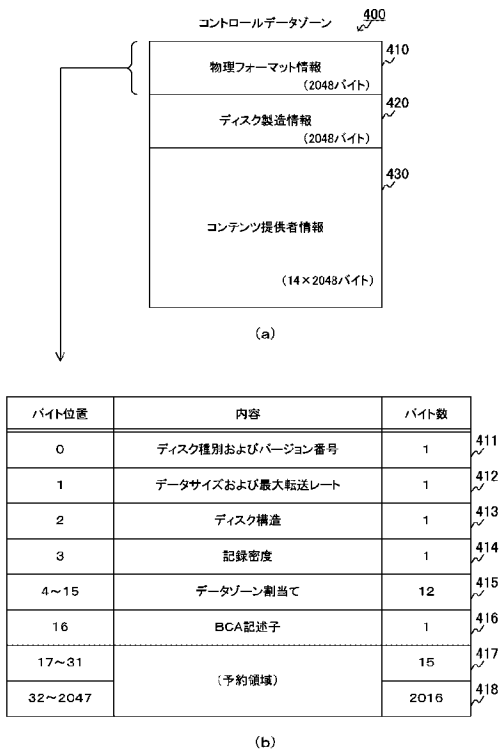 コントロールデータゾーン 400
物理フォーマット情報 410
(2048バイト)
ディスク製造情報 420
(2048バイト)
コンテンツ提供者情報 430
(14×2048バイト)
(a)
バイト位置 内容 バイト数
0 ディスク種別およびバージョン番号 1 411
1 データサイズおよび最大転送レート 1 412
2 ディスク構造 1 413
3 記録密度 1 414
4～15 データゾーン割当て 12 415
16 BCA記述子 1 416
17～31 15 417
(予約領域)
32～2047 2016 418
(b)